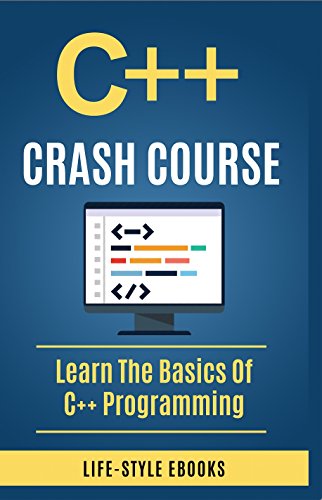 C++
CRASH COURSE
<-->
</>
Learn The Basics Of
C++ Programming
LIFE-STYLE EBOOKS